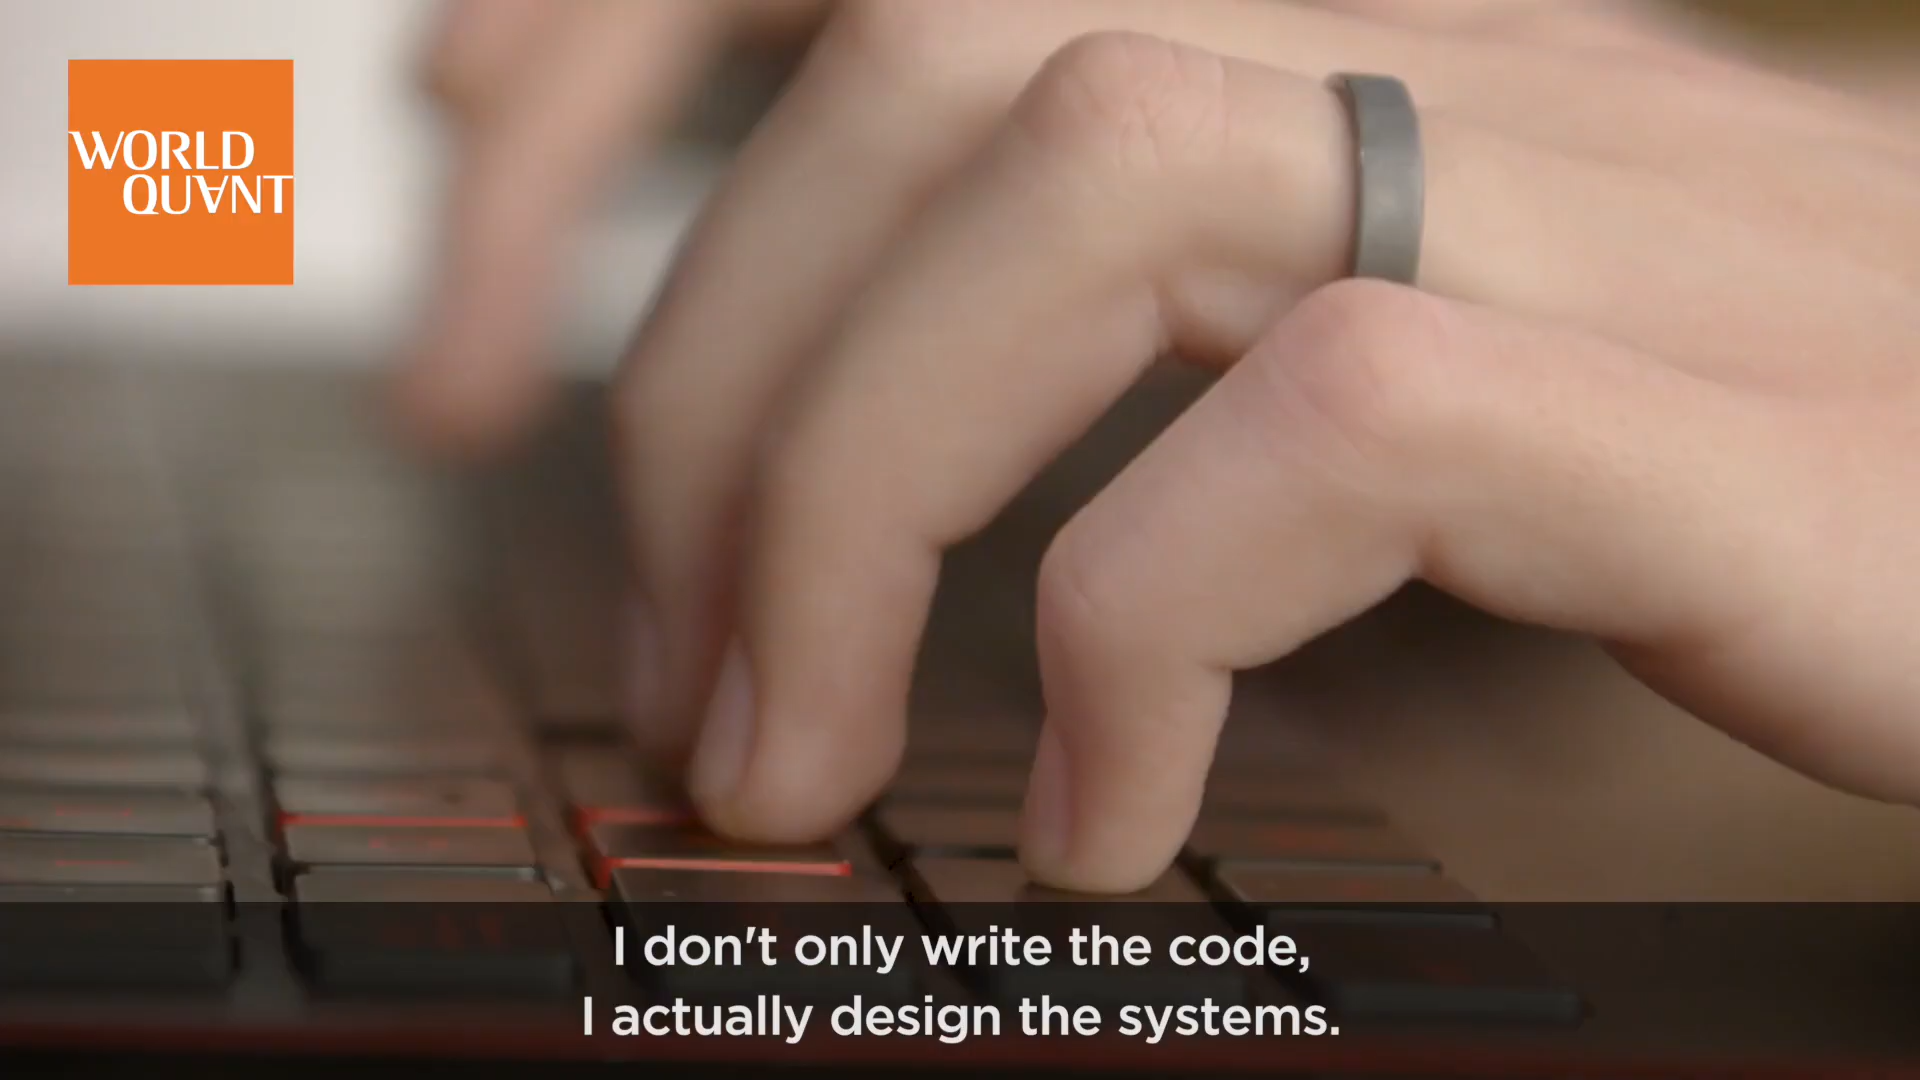 WORLD
QUANT
I don't only write the code,
I actually design the systems.